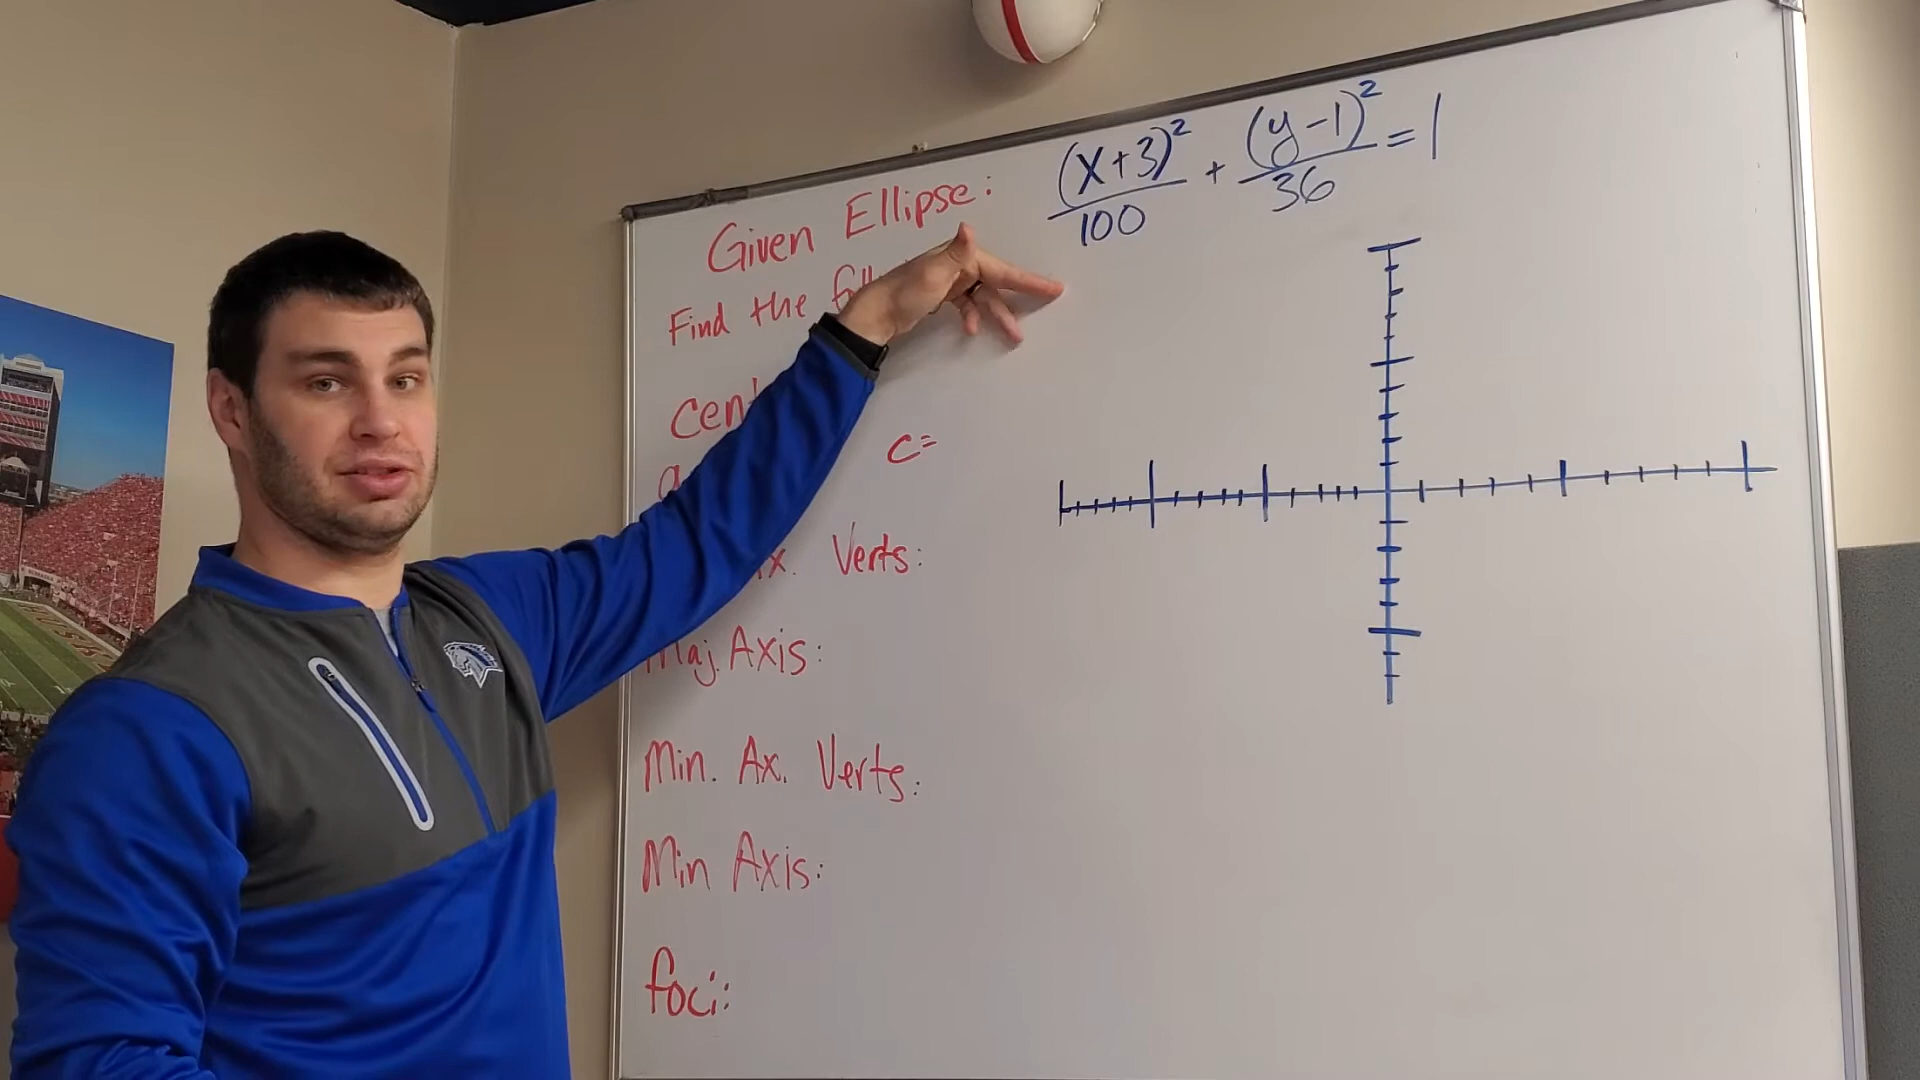 Given Ellipse: (x+3)²/100 + (y-1)²/36 = 1
Find the
c=
Verts:
Maj. Axis:
Min. Ax. Verts:
Min Axis:
foci: